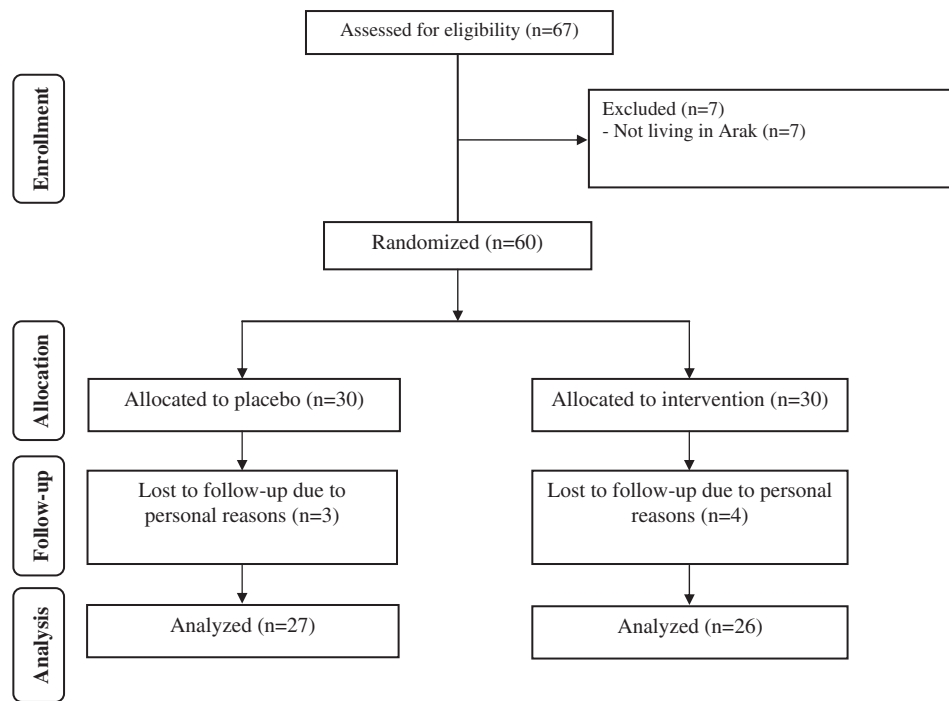 Assessed for eligibility (n=67)
Enrollment
Excluded (n=7)
- Not living in Arak (n=7)
Randomized (n=60)
Allocation
Allocated to placebo (n=30)
Allocated to intervention (n=30)
Follow-up
Lost to follow-up due to
personal reasons (n=3)
Lost to follow-up due to personal
reasons (n=4)
Analysis
Analyzed (n=27)
Analyzed (n=26)